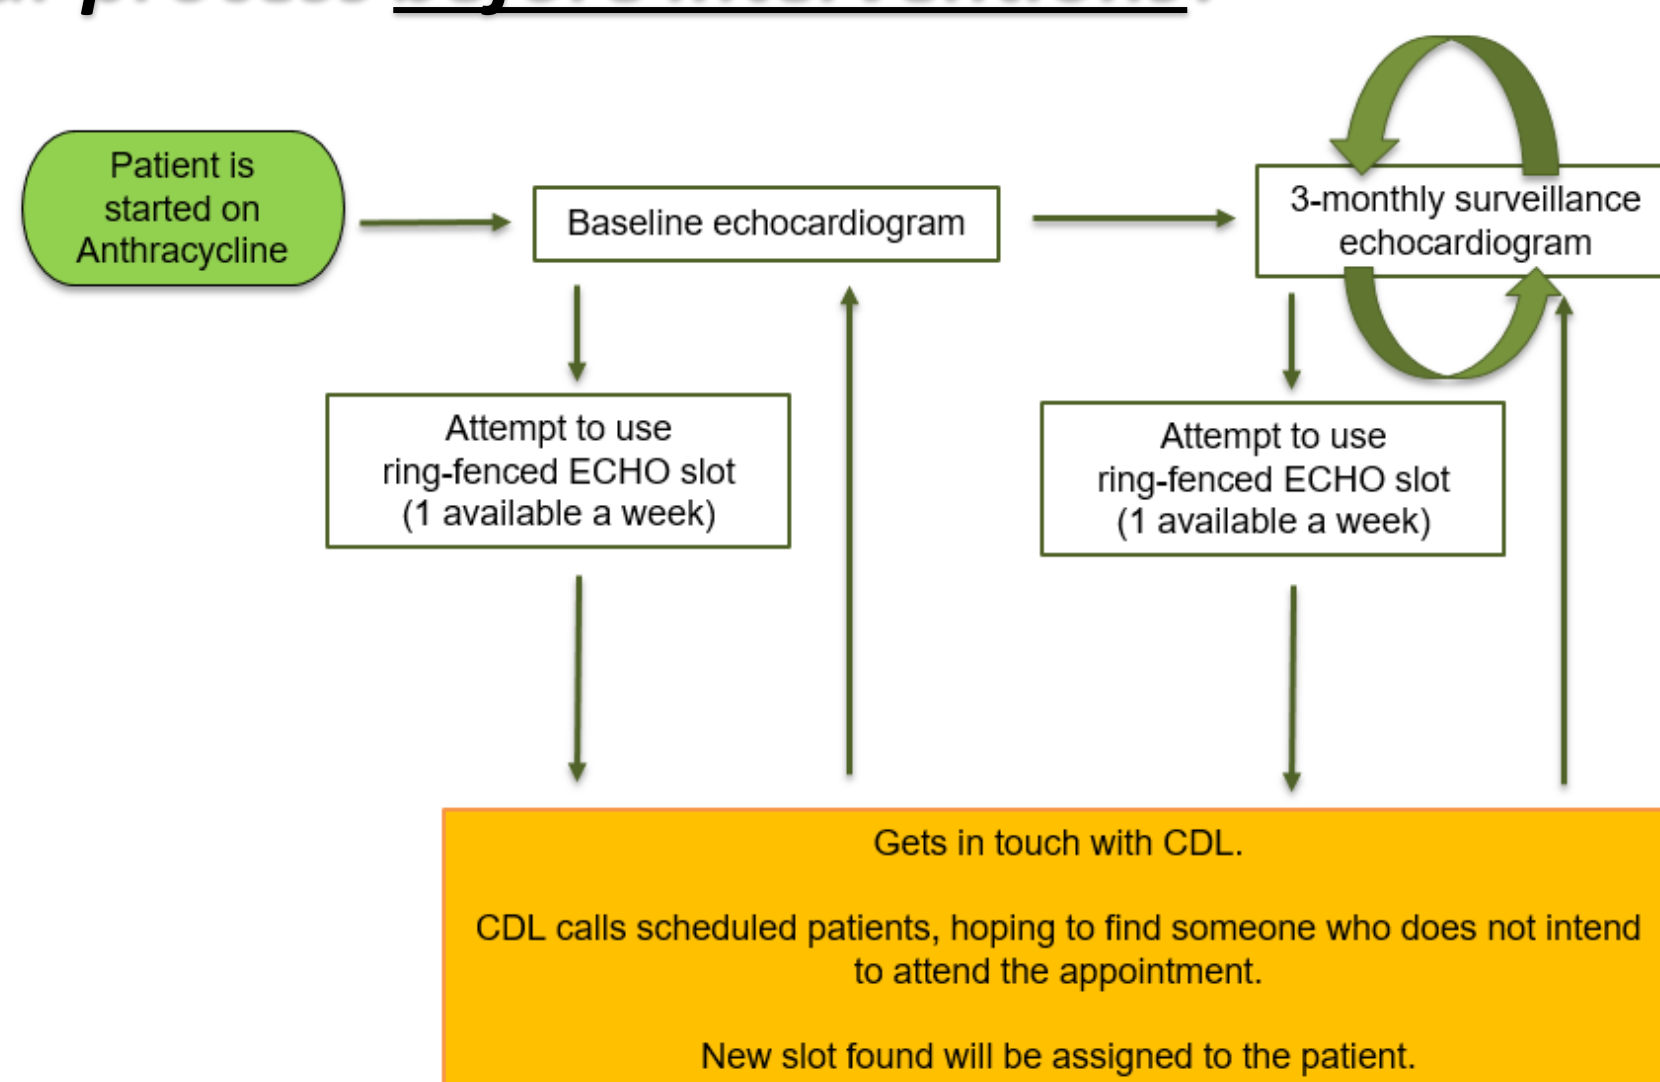 process before interventions?
Patient is
started on
Anthracycline
Baseline echocardiogram
3-monthly surveillance
echocardiogram
Attempt to use
ring-fenced ECHO slot
(1 available a week)
Attempt to use
ring-fenced ECHO slot
(1 available a week)
Gets in touch with CDL.
CDL calls scheduled patients, hoping to find someone who does not intend
to attend the appointment.
New slot found will be assigned to the patient.